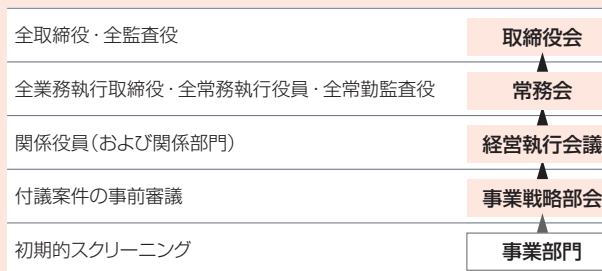 全取締役・全監査役
取締役会
全業務執行取締役・全常務執行役員・全常勤監査役
常務会
関係役員(および関係部門)
経営執行会議
付議案件の事前審議
事業戦略部会
初期的スクリーニング
事業部門